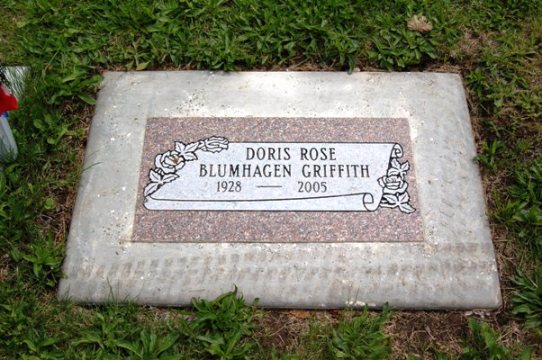 DORIS ROSE
BLUMHAGEN GRIFFITH
1928 — 2005